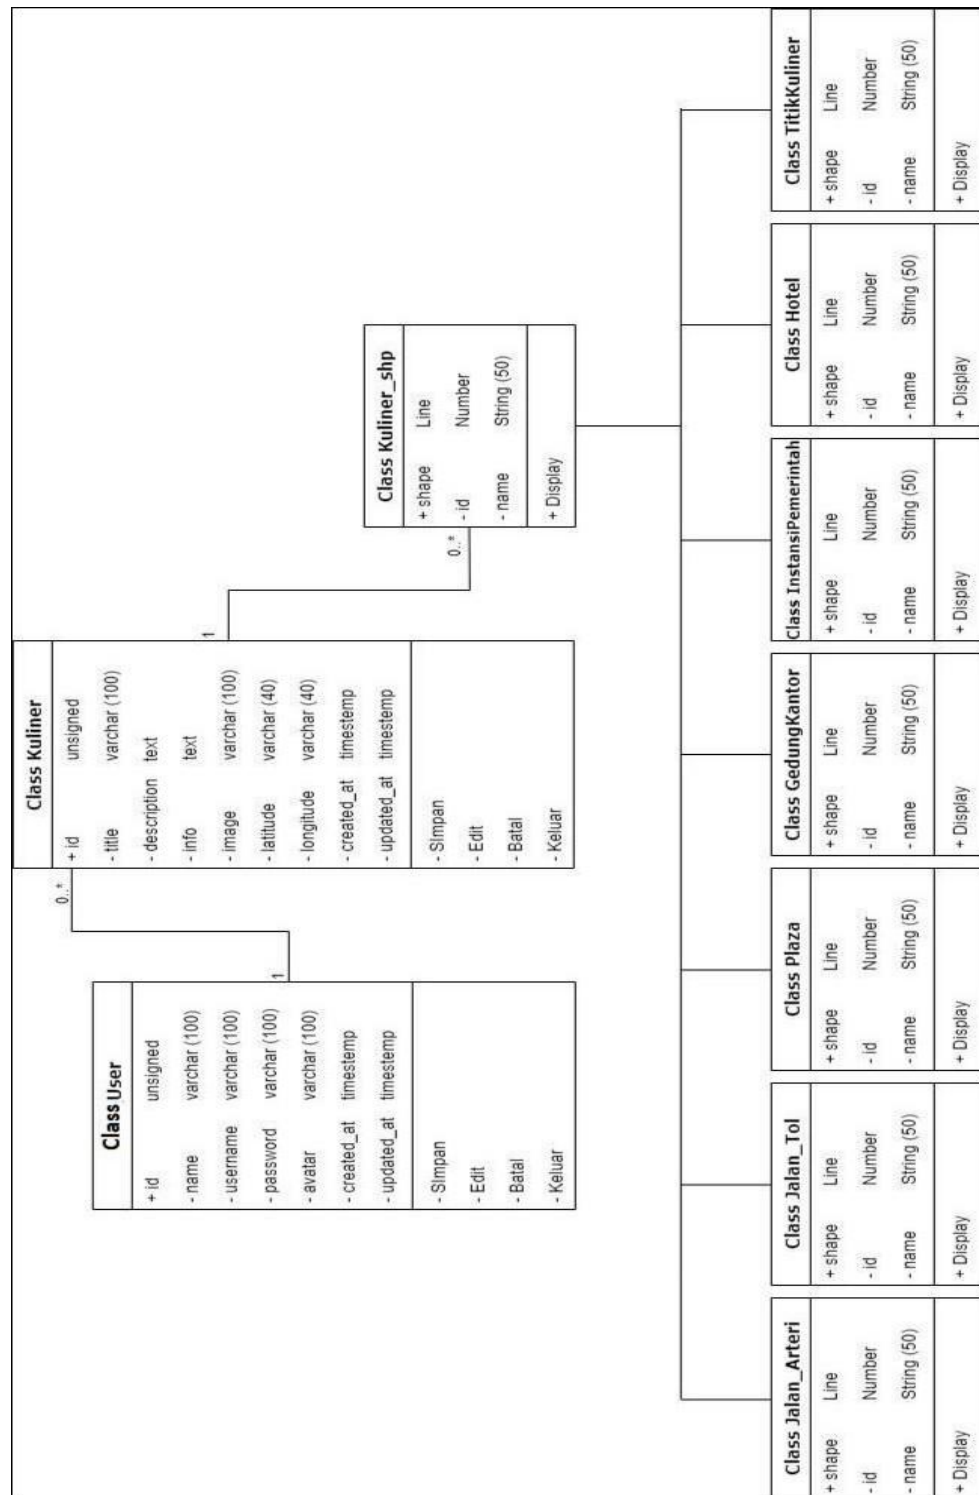 Class User
+ id unsigned
- name varchar (100)
- username varchar (100)
- password varchar (100)
- avatar varchar (100)
- created_at timestemp
- updated_at timestemp
- SImpan
- Edit
- Batal
- Keluar
1
0..*
Class Kuliner
+ id unsigned
- title varchar (100)
- description text
- info text
- image varchar (100)
- latitude varchar (40)
- longitude varchar (40)
- created_at timestemp
- updated_at timestemp
- SImpan
- Edit
- Batal
- Keluar
1
0..*
Class Kuliner_shp
+ shape Line
- id Number
- name String (50)
+ Display
Class Jalan_Arteri
+ shape Line
- id Number
- name String (50)
+ Display
Class Jalan_Tol
+ shape Line
- id Number
- name String (50)
+ Display
Class Plaza
+ shape Line
- id Number
- name String (50)
+ Display
Class GedungKantor
+ shape Line
- id Number
- name String (50)
+ Display
Class InstansiPemerintah
+ shape Line
- id Number
- name String (50)
+ Display
Class Hotel
+ shape Line
- id Number
- name String (50)
+ Display
Class TitikKuliner
+ shape Line
- id Number
- name String (50)
+ Display